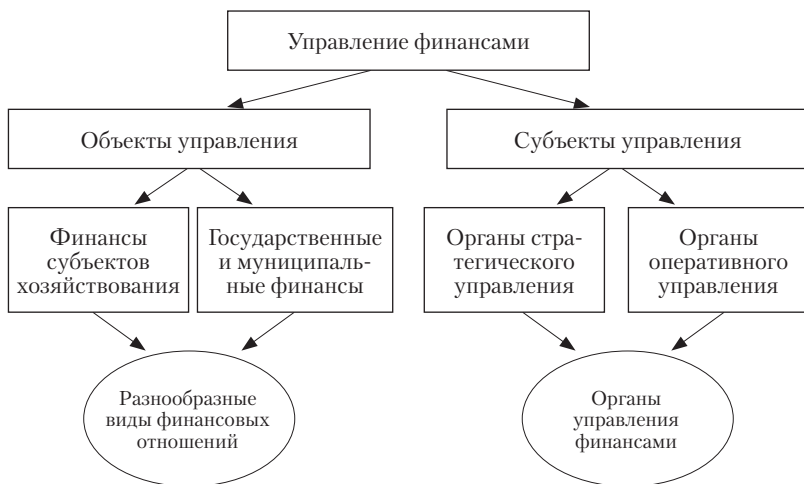 Управление финансами
Объекты управления
Субъекты управления
Финансы
субъектов
хозяйствования
Государственные
и муниципаль-
ные финансы
Органы стра-
тегического
управления
Органы
оперативного
управления
Разнообразные
виды финансовых
отношений
Органы
управления
финансами